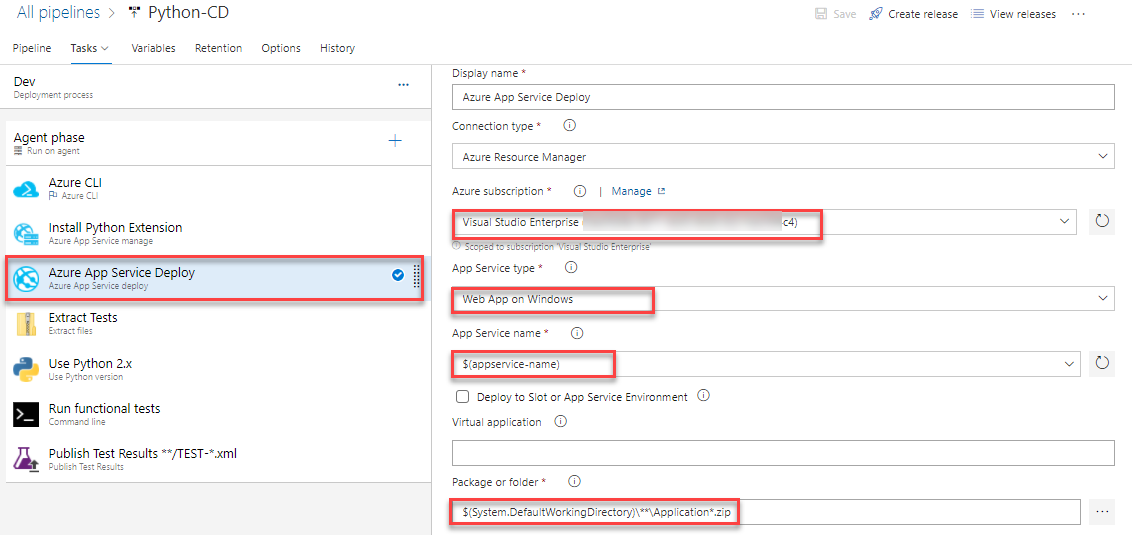 All pipelines > Python-CD
Save Create release View releases ...
Pipeline Tasks Variables Retention Options History
Dev
Deployment process
Agent phase
Run on agent
Azure CLI
Azure CLI
Install Python Extension
Azure App Service manage
Azure App Service Deploy
Azure App Service deploy
Extract Tests
Extract files
Use Python 2.x
Use Python version
Run functional tests
Command line
Publish Test Results **/TEST-*.xml
Publish Test Results
Display name *
Azure App Service Deploy
Connection type *
Azure Resource Manager
Azure subscription * | Manage
Visual Studio Enterprise c4)
Scoped to subscription 'Visual Studio Enterprise'
App Service type *
Web App on Windows
App Service name *
$(appservice-name)
Deploy to Slot or App Service Environment
Virtual application
Package or folder *
$(System.DefaultWorkingDirectory)\**\Application*.zip